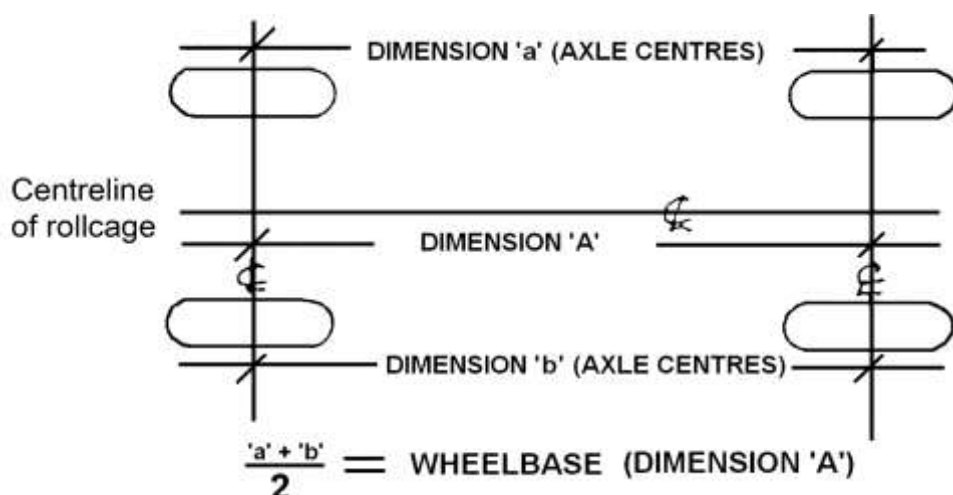 DIMENSION 'a' (AXLE CENTRES)
Centreline
of rollcage
℄
DIMENSION 'A'
℄
℄
DIMENSION 'b' (AXLE CENTRES)
'a' + 'b'
2
= WHEELBASE (DIMENSION 'A')